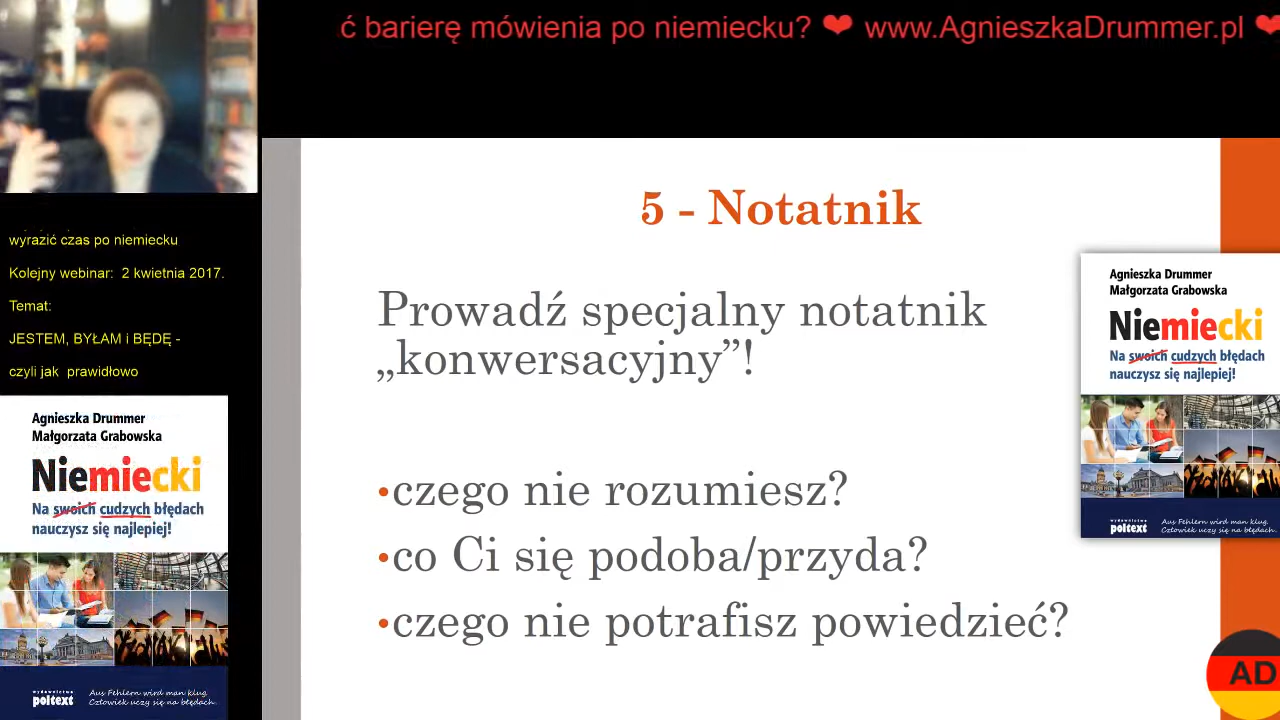 ć barierę mówienia po niemiecku? ❤ www.AgnieszkaDrummer.pl ❤
wyrazić czas po niemiecku
Kolejny webinar: 2 kwietnia 2017.
Temat:
JESTEM, BYŁAM i BĘDĘ -
czyli jak prawidłowo
Agnieszka Drummer
Małgorzata Grabowska
Niemiecki
Na swoich cudzych błędach
nauczysz się najlepiej!
wydawnictwo
poltext
Aus Fehlern wird man klug.
Człowiek uczy się na błędach.
5 - Notatnik
Prowadź specjalny notatnik
„konwersacyjny”!
•czego nie rozumiesz?
•co Ci się podoba/przyda?
•czego nie potrafisz powiedzieć?
Agnieszka Drummer
Małgorzata Grabowska
Niemiecki
Na swoich cudzych błędach
nauczysz się najlepiej!
wydawnictwo
poltext
Aus Fehlern wird man klug.
Człowiek uczy się na błędach.
AD